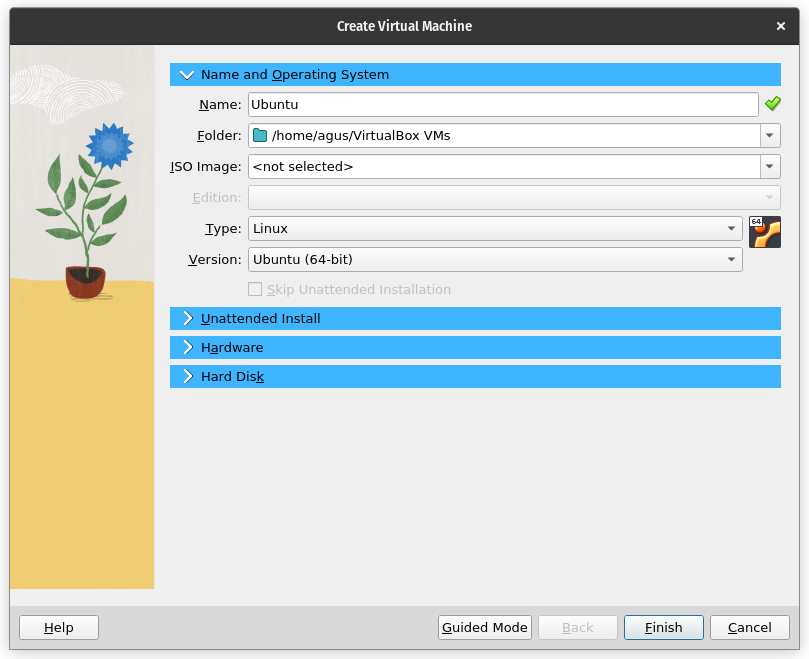 Create Virtual Machine
Name and Operating System
Name: Ubuntu
Folder: /home/agus/VirtualBox VMs
ISO Image: <not selected>
Edition:
Type: Linux
64
Version: Ubuntu (64-bit)
Skip Unattended Installation
Unattended Install
Hardware
Hard Disk
Help Guided Mode Back Finish Cancel